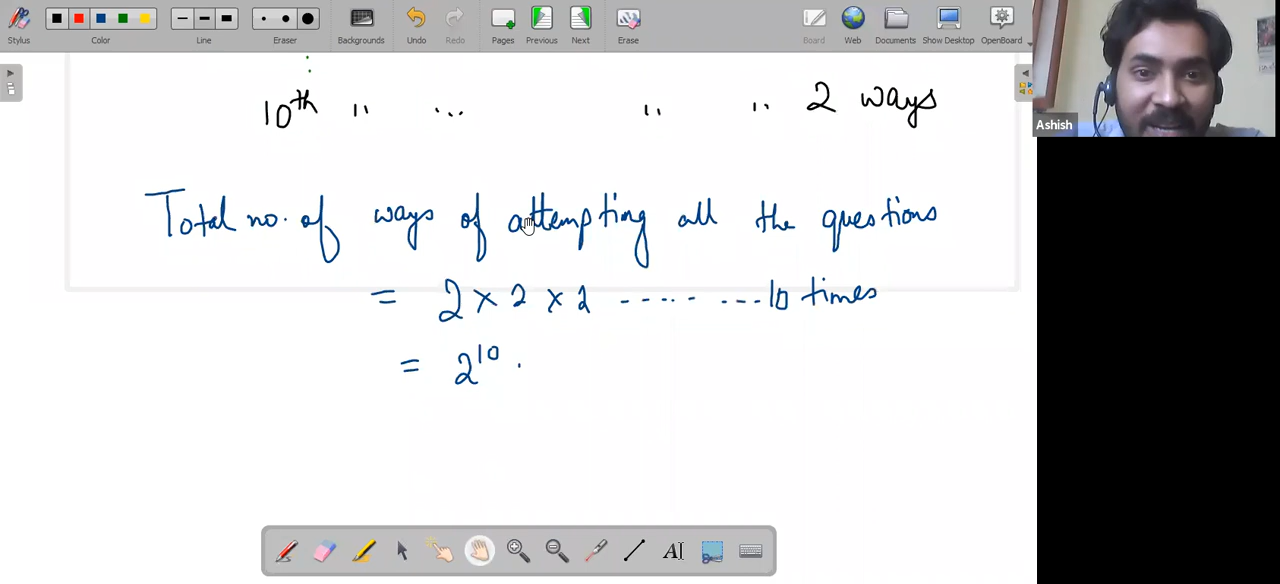 Stylus Color Line Eraser Backgrounds Undo Redo Pages Previous Next Erase Board Web Documents Show Desktop OpenBoard
Ashish
10th " ... " " 2 ways
Total no. of ways of attempting all the questions
= 2 × 2 × 2 ----- ---10 times
= 2^10 .
AI